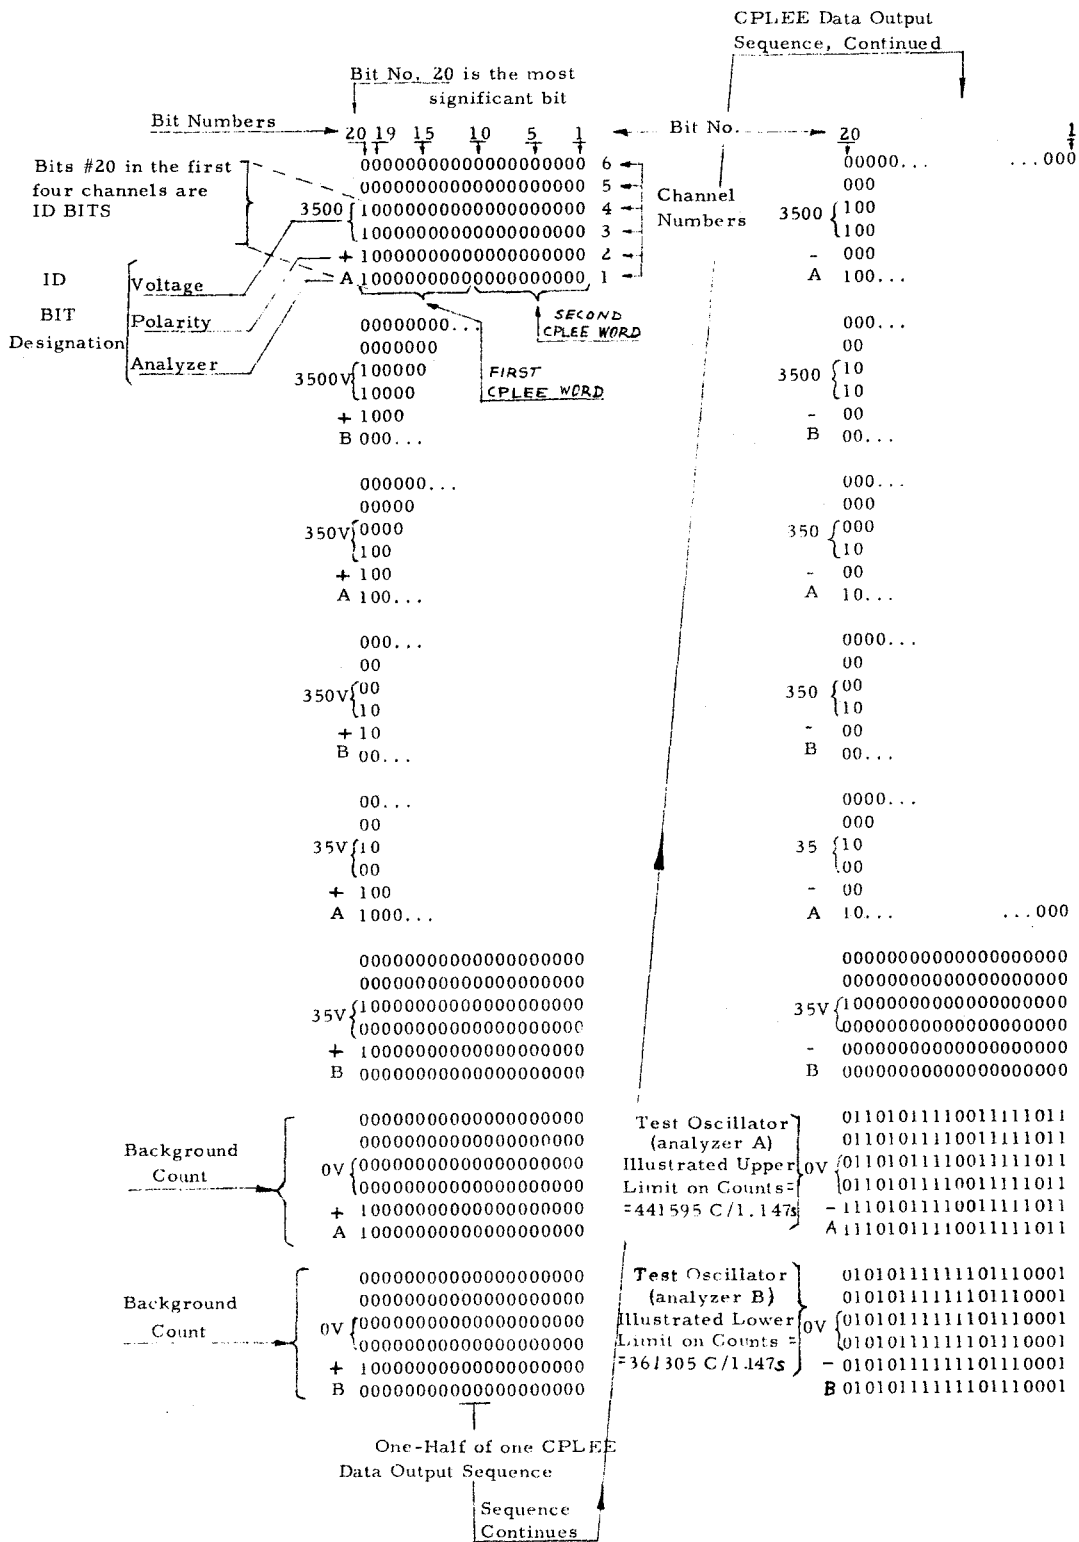 CPLEE Data Output
Sequence, Continued
Bit No. 20 is the most
significant bit
Bit Numbers
20 19 15 10 5 1
Bit No.
20 1
Bits #20 in the first
four channels are
ID BITS
00000000000000000000 6
00000000000000000000 5
3500 10000000000000000000 4
10000000000000000000 3
+ 10000000000000000000 2
A 10000000000000000000 1
Channel
Numbers
ID
BIT
Designation
Voltage
Polarity
Analyzer
FIRST
CPLEE WORD
SECOND
CPLEE WORD
00000000...
0000000
3500V 100000
10000
+ 1000
B 000...
000000...
00000
350V 0000
100
+ 100
A 100...
000...
00
350V 00
10
+ 10
B 00...
00...
00
35V 10
00
+ 100
A 1000...
00000000000000000000
00000000000000000000
35V 10000000000000000000
00000000000000000000
+ 10000000000000000000
B 00000000000000000000
Background
Count
00000000000000000000
00000000000000000000
0V 00000000000000000000
00000000000000000000
+ 10000000000000000000
A 10000000000000000000
Background
Count
00000000000000000000
00000000000000000000
0V 00000000000000000000
00000000000000000000
+ 10000000000000000000
B 00000000000000000000
One-Half of one CPLEE
Data Output Sequence
Sequence
Continues
00000... ...000
000
3500 100
100
- 000
A 100...
000...
00
3500 10
10
- 00
B 00...
000...
000
350 000
10
- 00
A 10...
0000...
00
350 00
10
- 00
B 00...
0000...
000
35 10
00
- 00
A 10... ...000
00000000000000000000
00000000000000000000
35V 10000000000000000000
00000000000000000000
- 00000000000000000000
B 00000000000000000000
Test Oscillator
(analyzer A)
Illustrated Upper
Limit on Counts=
=441595 C/1.147s
01101011110011111011
01101011110011111011
0V 01101011110011111011
01101011110011111011
- 11101011110011111011
A 11101011110011111011
Test Oscillator
(analyzer B)
Illustrated Lower
Limit on Counts =
=361305 C/1.147s
01010111111101110001
01010111111101110001
0V 01010111111101110001
01010111111101110001
- 01010111111101110001
B 01010111111101110001